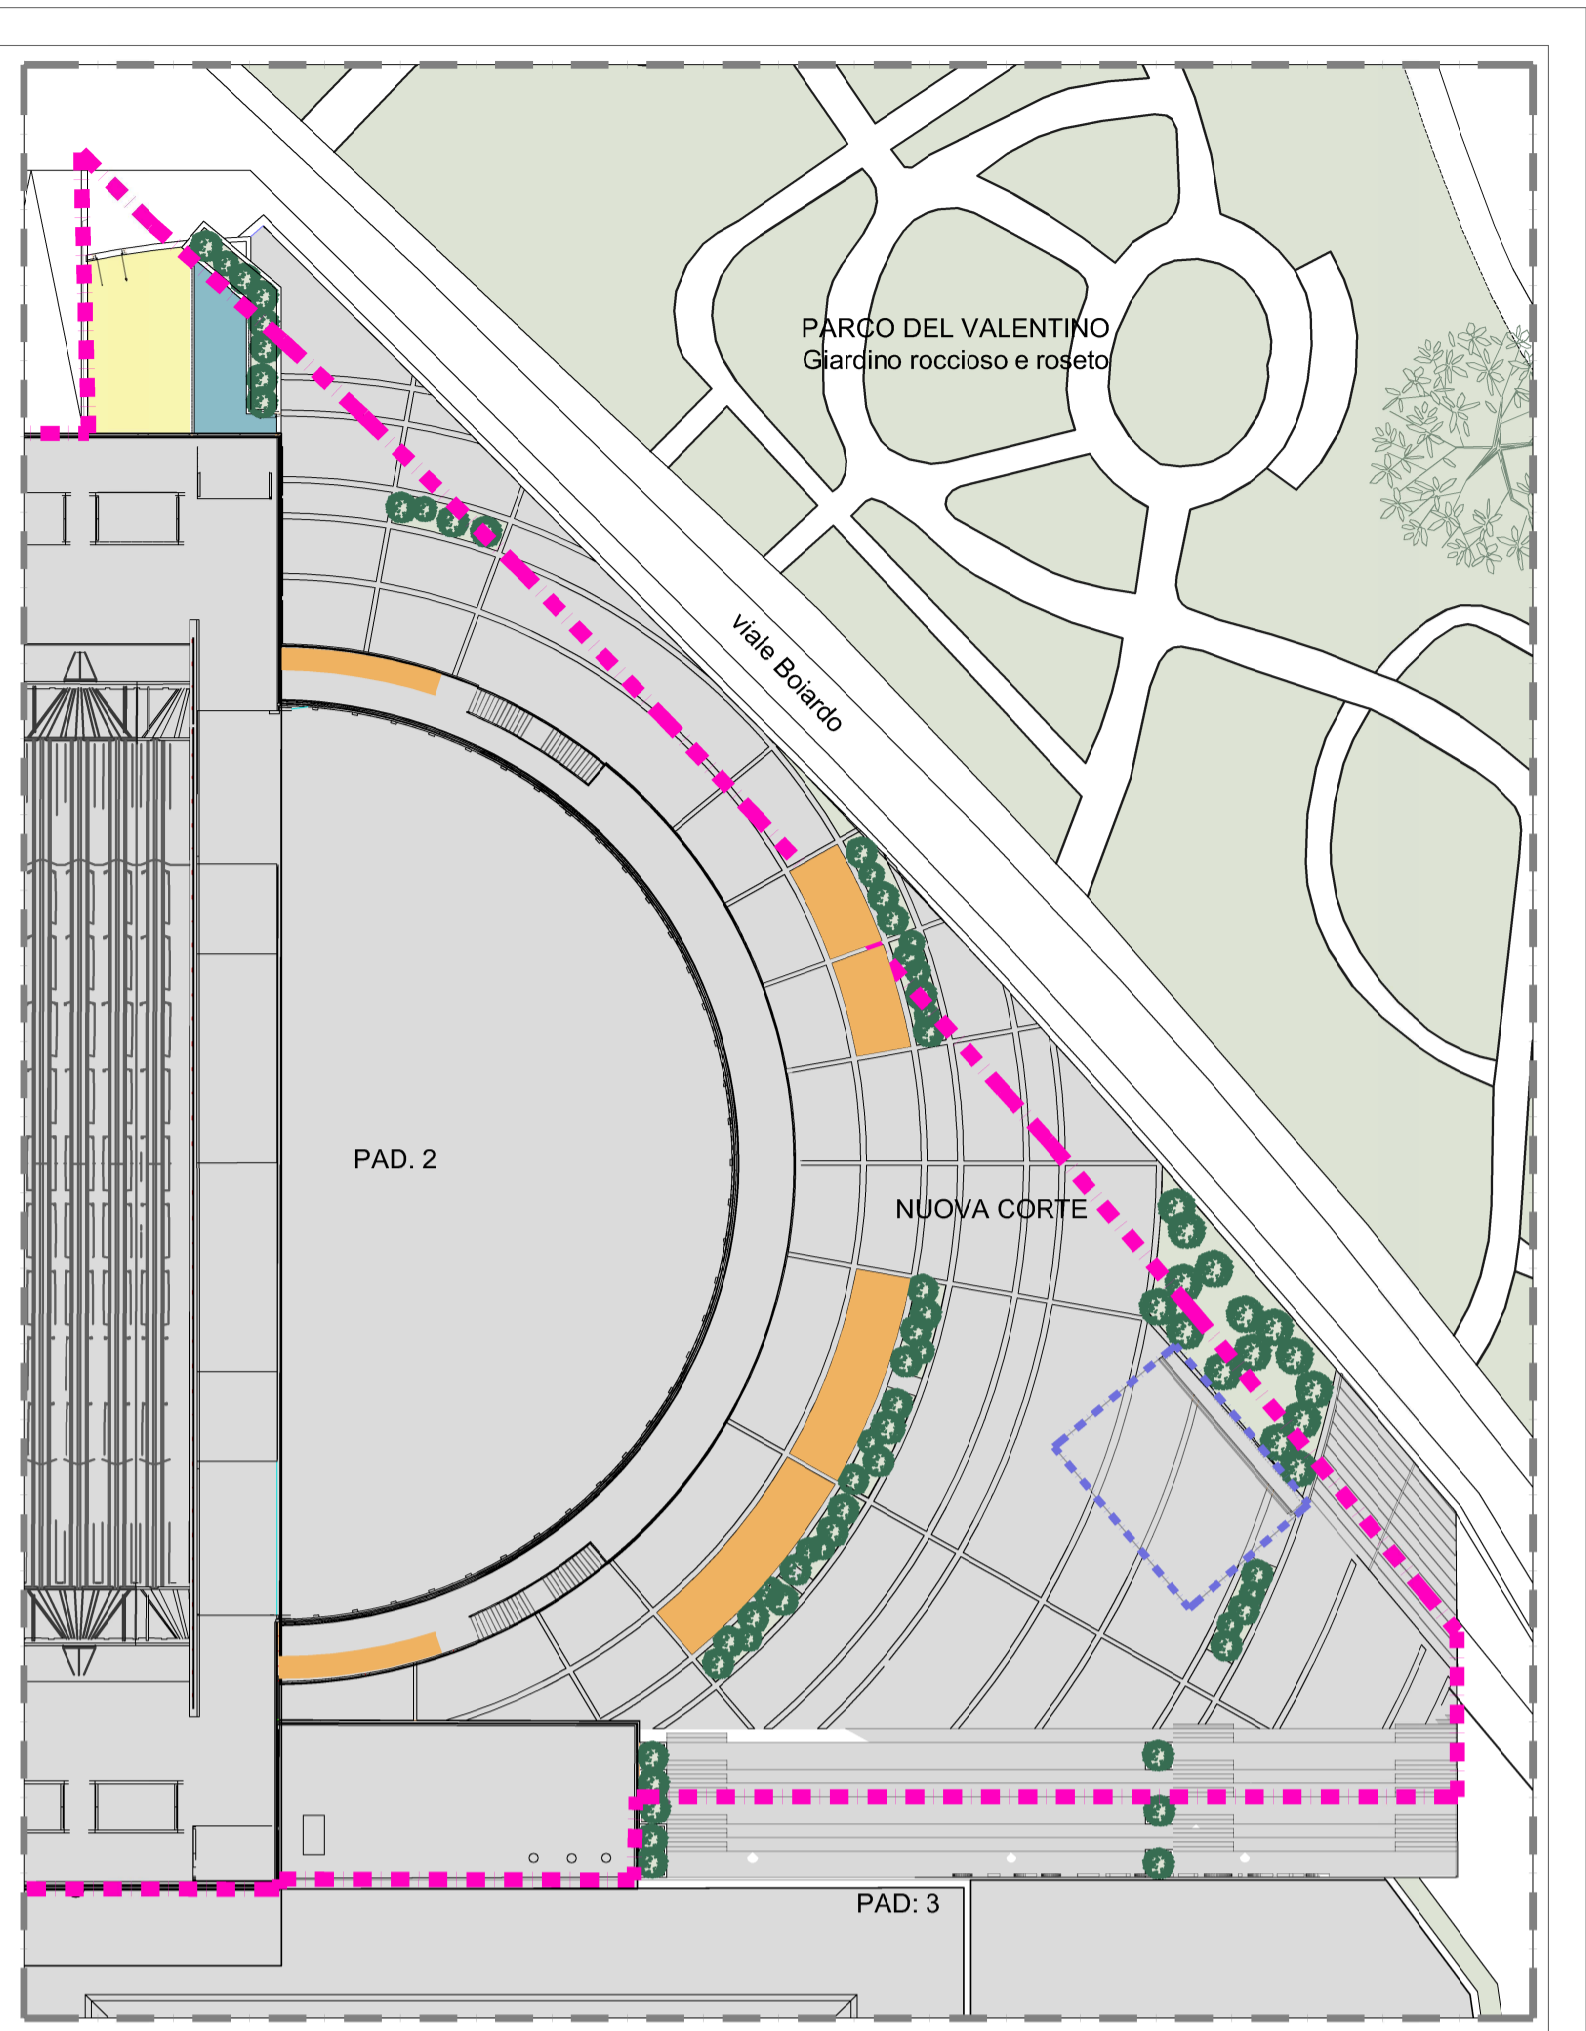 PARCO DEL VALENTINO
Giardino roccioso e roseto
viale Boiardo
PAD. 2
NUOVA CORTE
PAD: 3